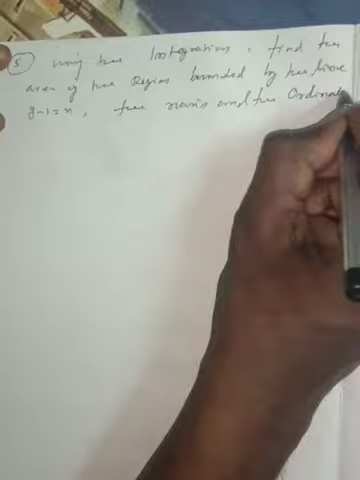 5 Using the Integration, find the
area of the Region bounded by the line
y-1=x, the x axis and the Ordinate